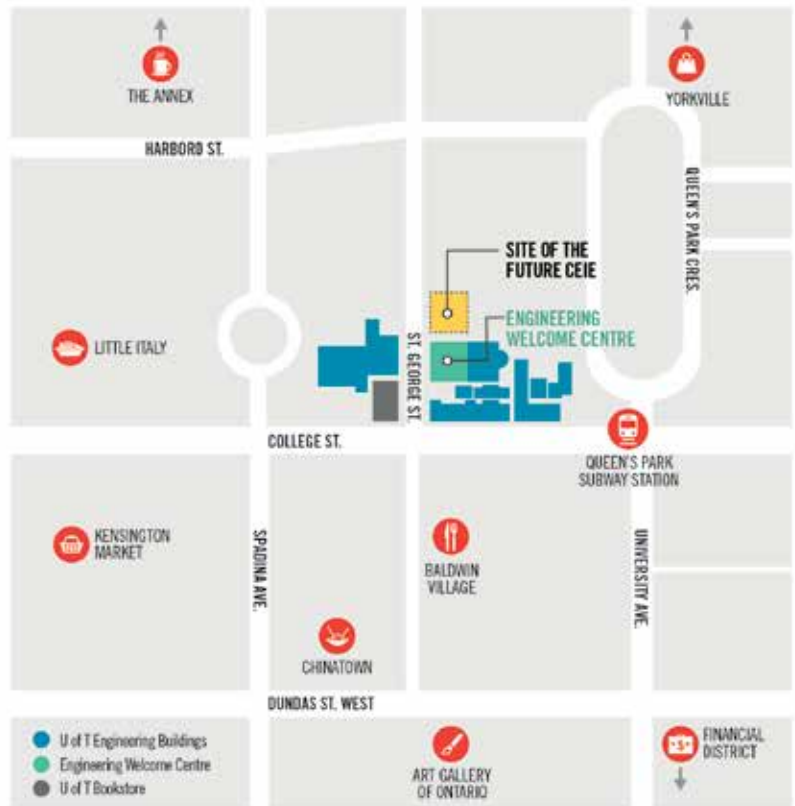 THE ANNEX
YORKVILLE
HARBORD ST.
QUEEN'S PARK CRES.
SITE OF THE
FUTURE CEIE
ENGINEERING
WELCOME CENTRE
LITTLE ITALY
ST. GEORGE ST.
COLLEGE ST.
QUEEN'S PARK
SUBWAY STATION
KENSINGTON
MARKET
SPADINA AVE.
BALDWIN
VILLAGE
UNIVERSITY AVE.
CHINATOWN
DUNDAS ST. WEST
U of T Engineering Buildings
Engineering Welcome Centre
U of T Bookstore
ART GALLERY
OF ONTARIO
$
FINANCIAL
DISTRICT